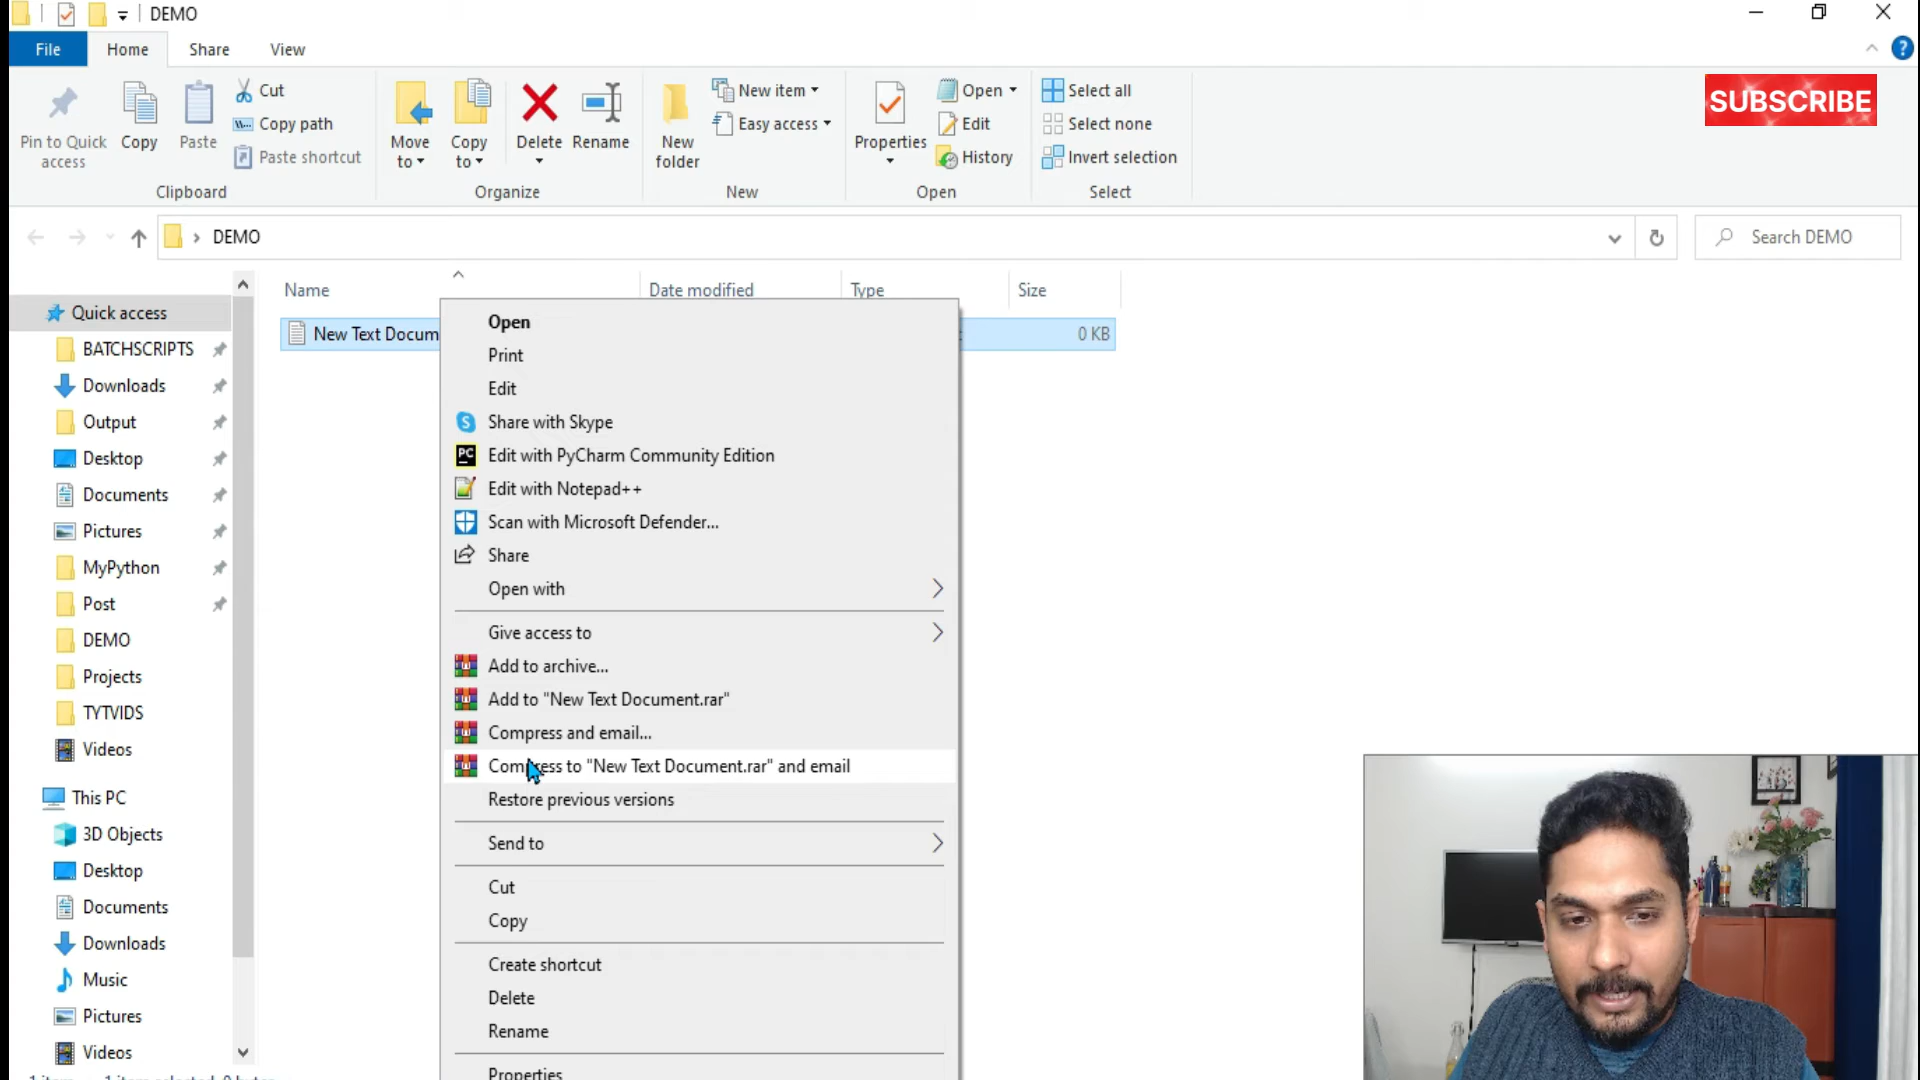 DEMO
File Home Share View
SUBSCRIBE
Pin to Quick access
Copy
Paste
Cut
Copy path
Paste shortcut
Clipboard
Move to
Copy to
Delete
Rename
Organize
New folder
New item
Easy access
New
Properties
Open
Edit
History
Open
Select all
Select none
Invert selection
Select
DEMO
Search DEMO
Name Date modified Type Size
New Text Docum 0 KB
Quick access
BATCHSCRIPTS
Downloads
Output
Desktop
Documents
Pictures
MyPython
Post
DEMO
Projects
TYTVIDS
Videos
This PC
3D Objects
Desktop
Documents
Downloads
Music
Pictures
Videos
Open
Print
Edit
Share with Skype
PC
Edit with PyCharm Community Edition
Edit with Notepad++
Scan with Microsoft Defender...
Share
Open with
Give access to
Add to archive...
Add to "New Text Document.rar"
Compress and email...
Compress to "New Text Document.rar" and email
Restore previous versions
Send to
Cut
Copy
Create shortcut
Delete
Rename
Properties